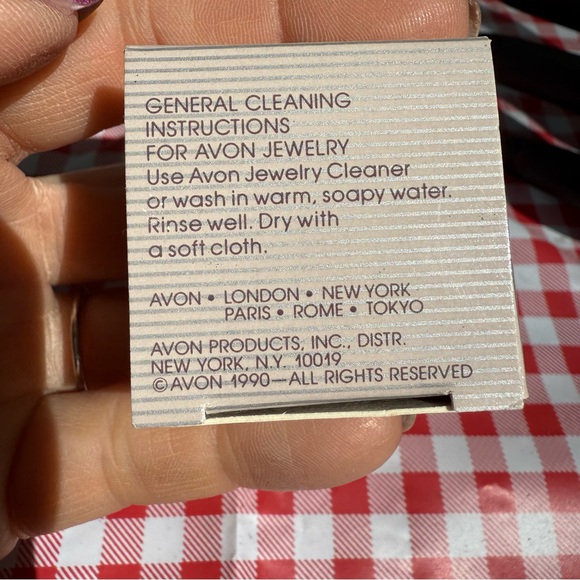 GENERAL CLEANING
INSTRUCTIONS
FOR AVON JEWELRY
Use Avon Jewelry Cleaner
or wash in warm, soapy water.
Rinse well. Dry with
a soft cloth.
AVON • LONDON • NEW YORK
PARIS • ROME • TOKYO
AVON PRODUCTS, INC., DISTR.
NEW YORK, N.Y. 10019
© AVON 1990—ALL RIGHTS RESERVED